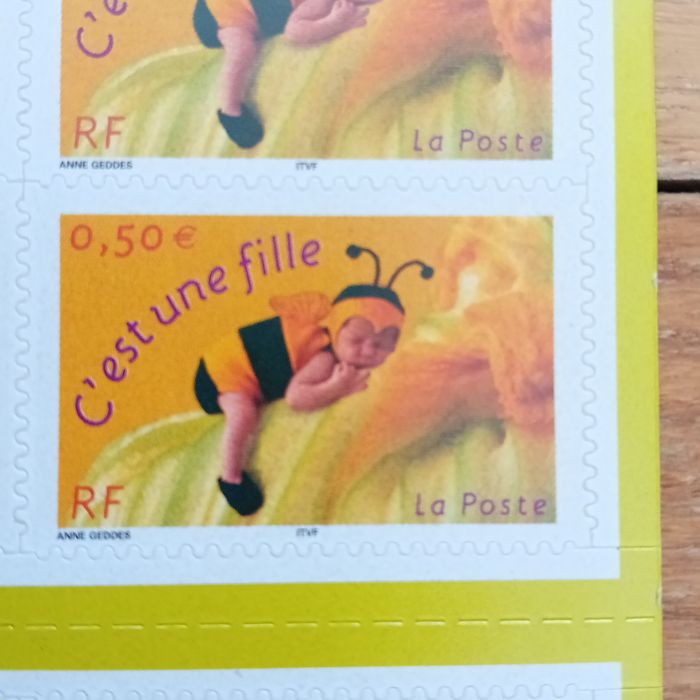 C'e
RF
La Poste
ANNE GEDDES
ITVF
0,50 €
C'est une fille
RF
La Poste
ANNE GEDDES
ITVF